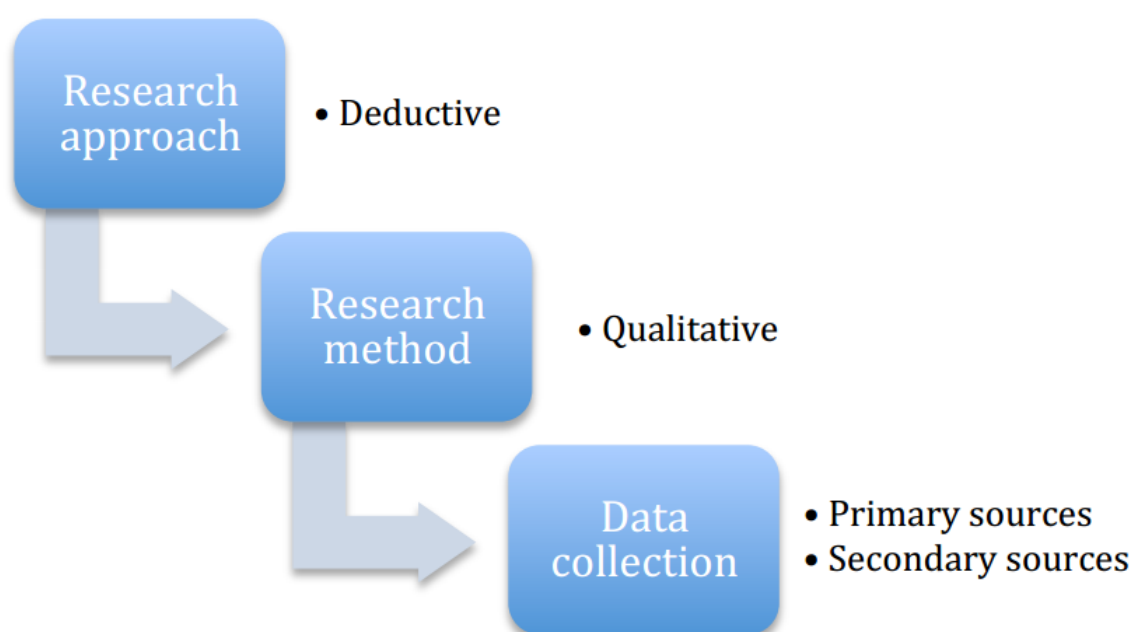 Research
approach
• Deductive
Research
method
• Qualitative
Data
collection
• Primary sources
• Secondary sources